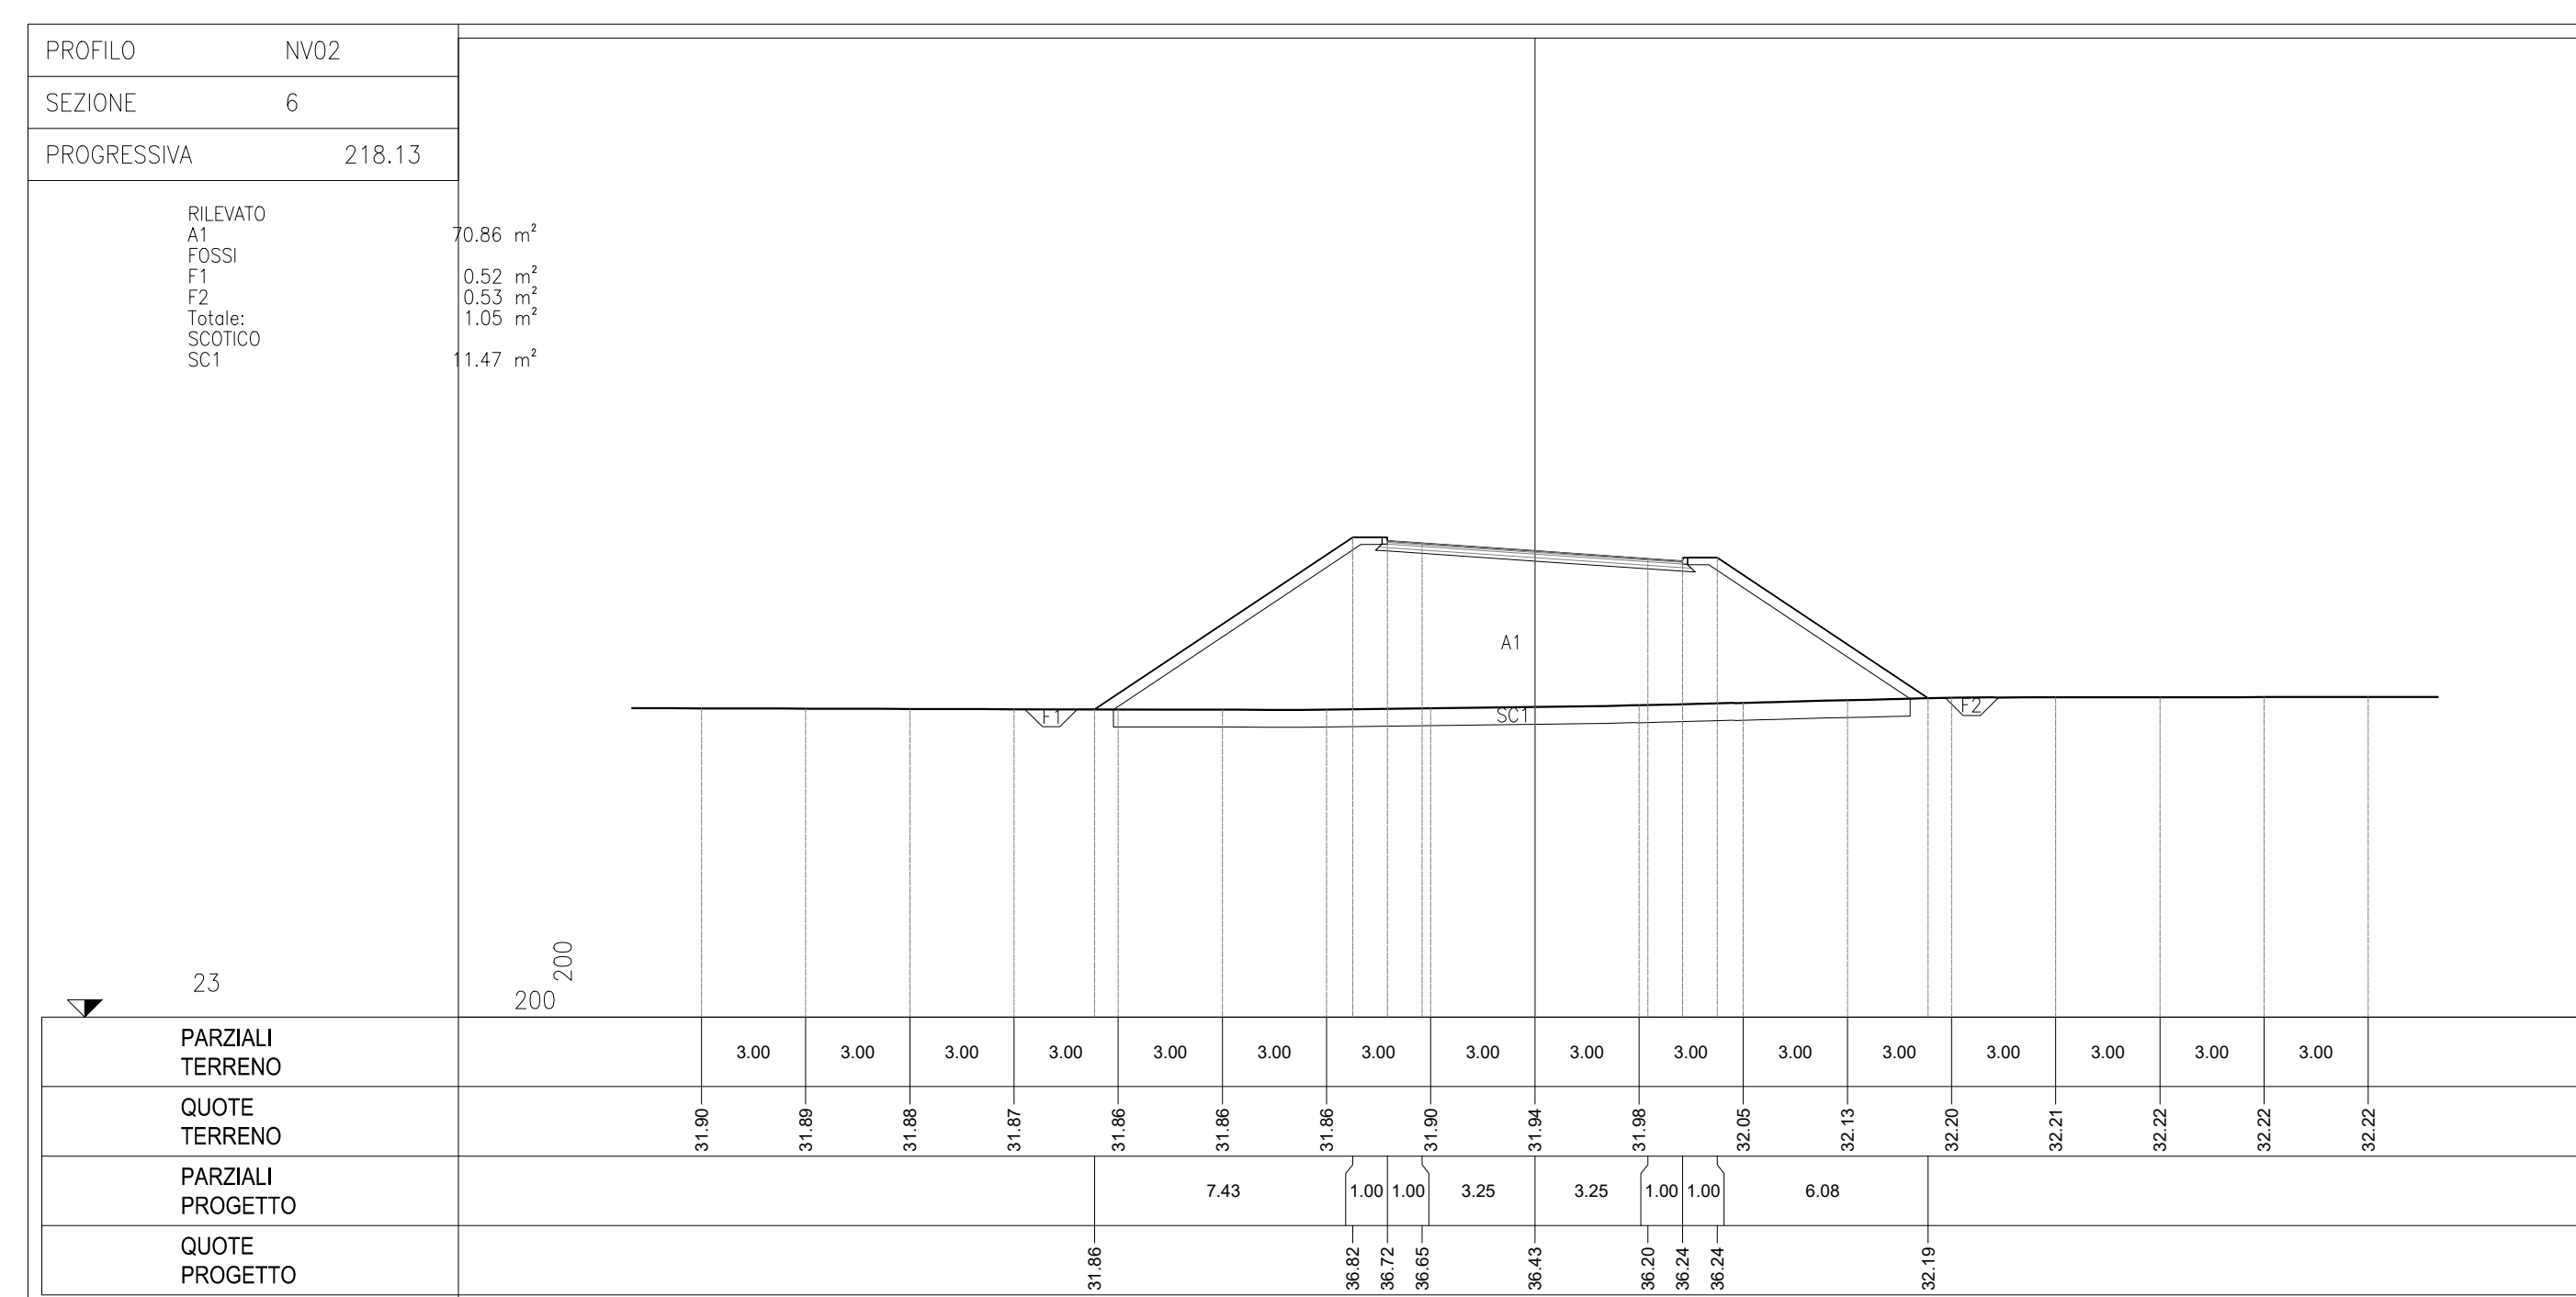 PROFILO NV02
SEZIONE 6
PROGRESSIVA 218.13
RILEVATO
A1 70.86 m²
FOSSI
F1 0.52 m²
F2 0.53 m²
Totale: 1.05 m²
SCOTICO
SC1 11.47 m²
A1
F1
SC1
F2
23
200
200
PARZIALI
TERRENO
3.00 3.00 3.00 3.00 3.00 3.00 3.00 3.00 3.00 3.00 3.00 3.00 3.00 3.00 3.00 3.00
QUOTE
TERRENO
31.90 31.89 31.88 31.87 31.86 31.86 31.86 31.90 31.94 31.98 32.05 32.13 32.20 32.21 32.22 32.22 32.22
PARZIALI
PROGETTO
7.43 1.00 1.00 3.25 3.25 1.00 1.00 6.08
QUOTE
PROGETTO
31.86 36.82 36.72 36.65 36.43 36.20 36.24 36.24 32.19